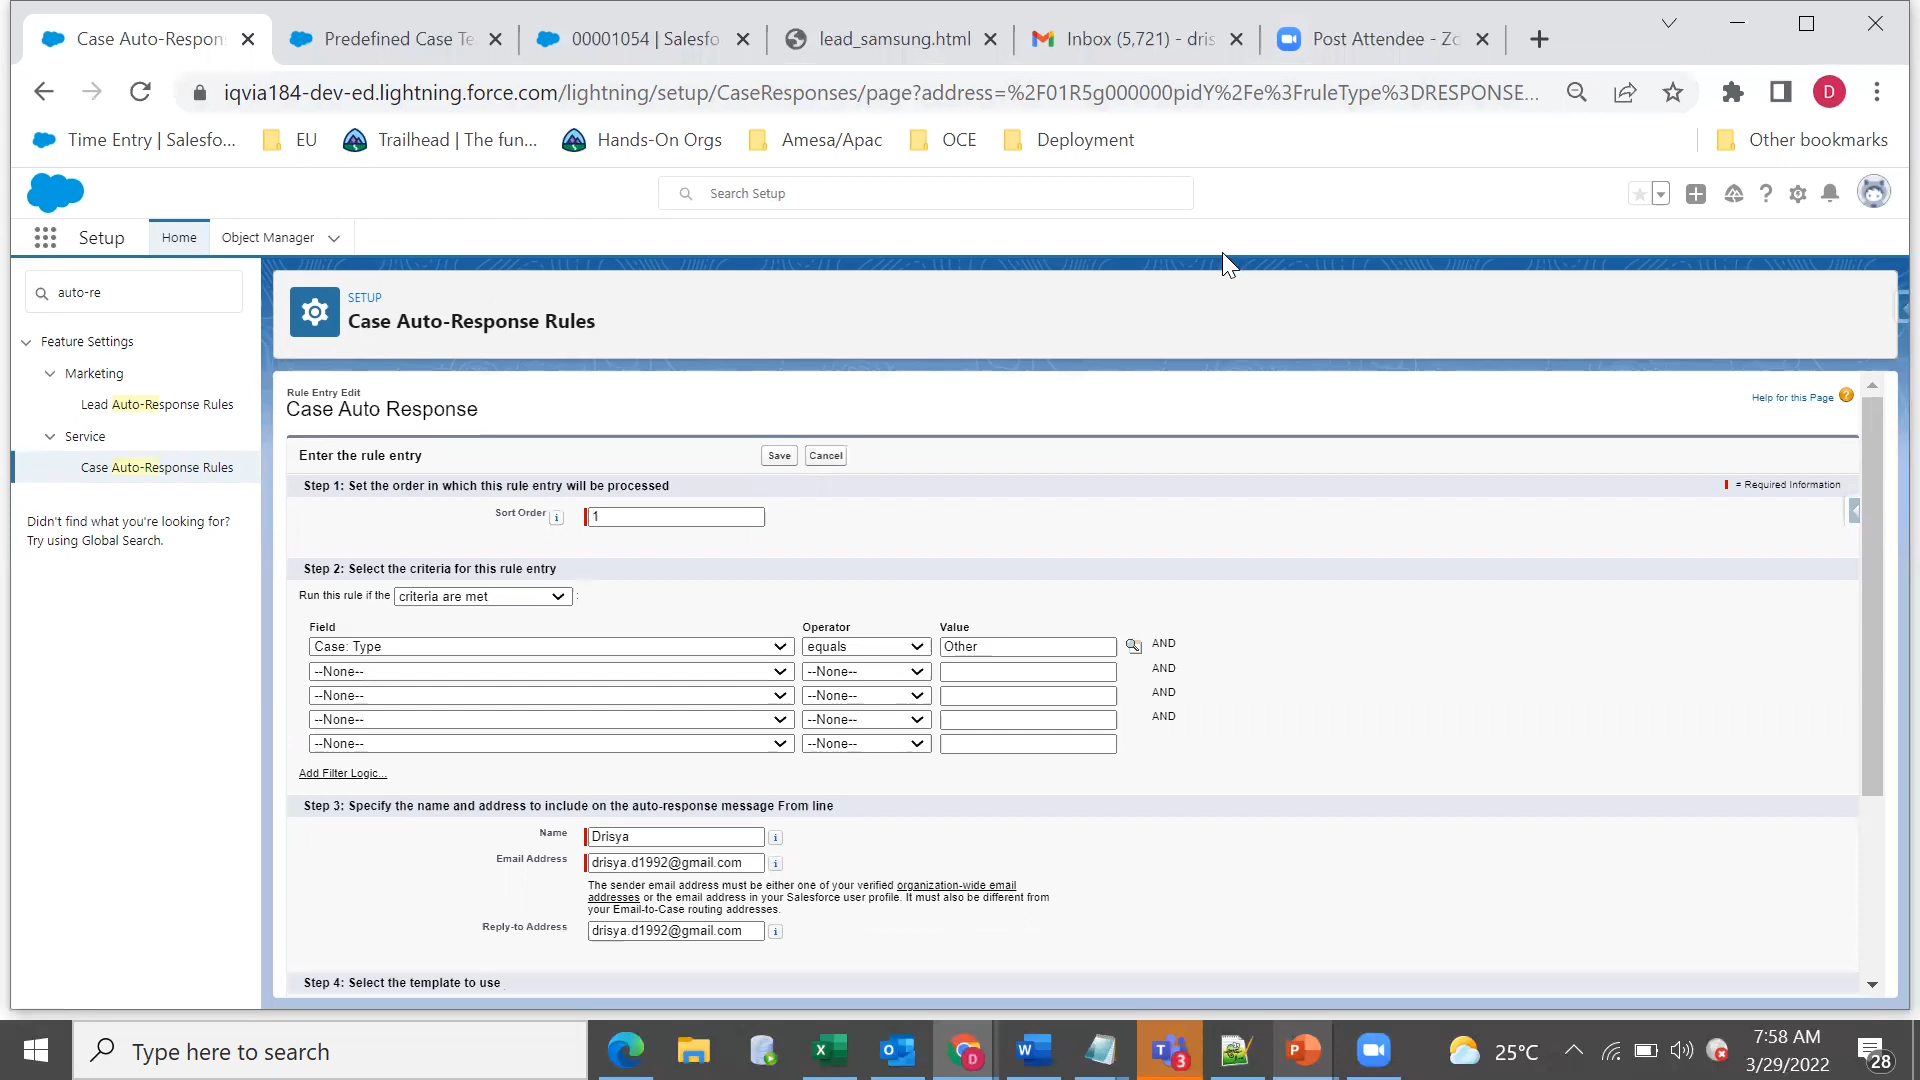 Case Auto-Respon
Predefined Case Te
00001054 | Salesfo
lead_samsung.html
Inbox (5,721) - dris
Post Attendee - Zo
iqvia184-dev-ed.lightning.force.com/lightning/setup/CaseResponses/page?address=%2F01R5g000000pidY%2Fe%3FruleType%3DRESPONSE...
D
Time Entry | Salesfo...
EU
Trailhead | The fun...
Hands-On Orgs
Amesa/Apac
OCE
Deployment
Other bookmarks
Search Setup
Setup
Home
Object Manager
auto-re
Feature Settings
Marketing
Lead Auto-Response Rules
Service
Case Auto-Response Rules
Didn't find what you're looking for?
Try using Global Search.
SETUP
Case Auto-Response Rules
Rule Entry Edit
Case Auto Response
Help for this Page
Enter the rule entry
Save
Cancel
Step 1: Set the order in which this rule entry will be processed
= Required Information
Sort Order
1
Step 2: Select the criteria for this rule entry
Run this rule if the criteria are met :
Field Operator Value
Case: Type equals Other AND
--None-- --None-- AND
--None-- --None-- AND
--None-- --None-- AND
--None-- --None--
Add Filter Logic...
Step 3: Specify the name and address to include on the auto-response message From line
Name Drisya
Email Address drisya.d1992@gmail.com
The sender email address must be either one of your verified organization-wide email
addresses or the email address in your Salesforce user profile. It must also be different from
your Email-to-Case routing addresses.
Reply-to Address drisya.d1992@gmail.com
Step 4: Select the template to use
Type here to search
3
25°C
7:58 AM
3/29/2022
28